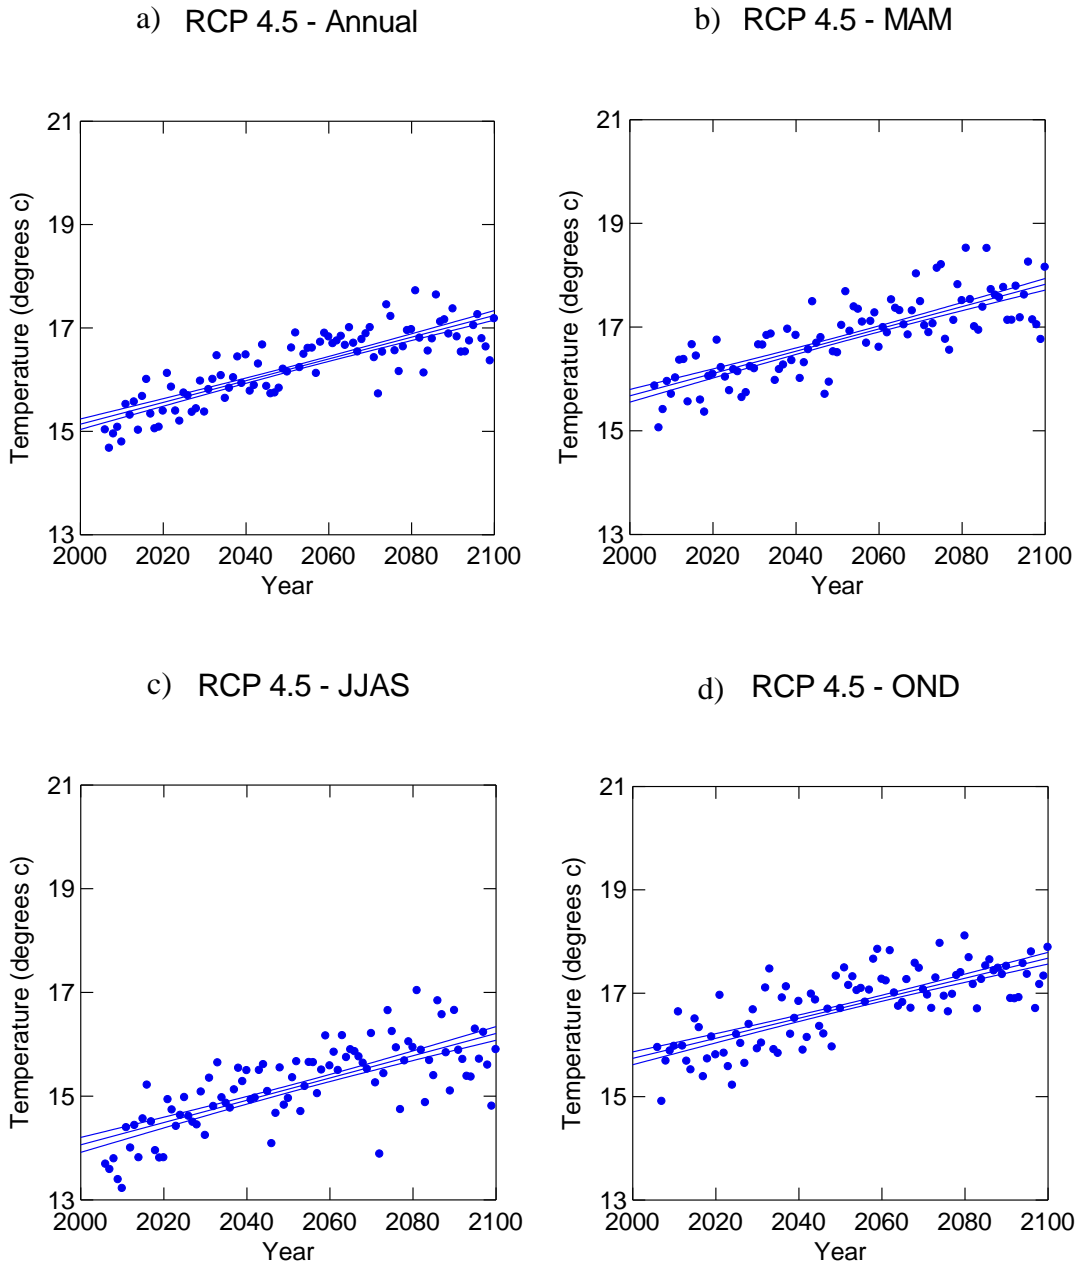 a) RCP 4.5 - Annual
21
19
17
15
13
Temperature (degrees c)
2000 2020 2040 2060 2080 2100
Year
b) RCP 4.5 - MAM
21
19
17
15
13
Temperature (degrees c)
2000 2020 2040 2060 2080 2100
Year
c) RCP 4.5 - JJAS
21
19
17
15
13
Temperature (degrees c)
2000 2020 2040 2060 2080 2100
Year
d) RCP 4.5 - OND
21
19
17
15
13
Temperature (degrees c)
2000 2020 2040 2060 2080 2100
Year